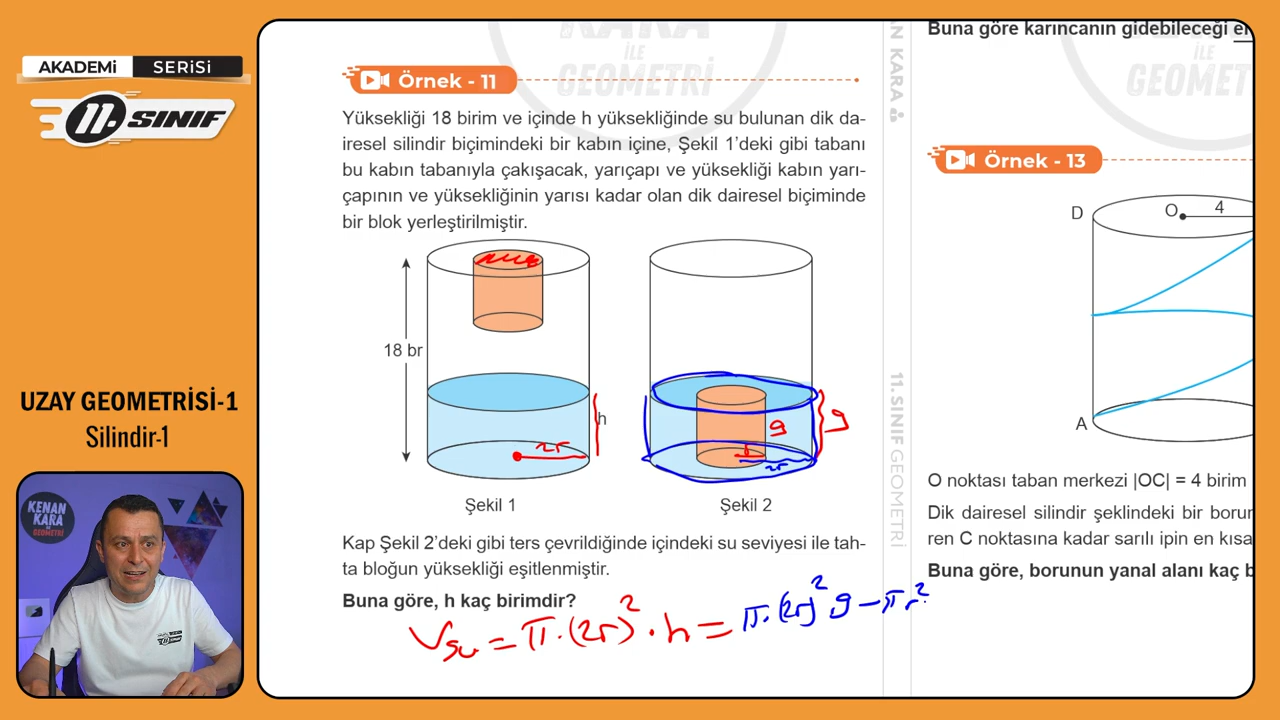 AKADEMİ SERİSİ
11. SINIF
UZAY GEOMETRİSİ-1
Silindir-1
KENAN
KARA
İLE
GEOMETRİ
KARA
İLE
GEOMETRİ
Örnek - 11
Yüksekliği 18 birim ve içinde h yüksekliğinde su bulunan dik da-
iresel silindir biçimindeki bir kabın içine, Şekil 1'deki gibi tabanı
bu kabın tabanıyla çakışacak, yarıçapı ve yüksekliği kabın yarı-
çapının ve yüksekliğinin yarısı kadar olan dik dairesel biçiminde
bir blok yerleştirilmiştir.
18 br
h
2r
9
r
2r
9
Şekil 1
Şekil 2
Kap Şekil 2'deki gibi ters çevrildiğinde içindeki su seviyesi ile tah-
ta bloğun yüksekliği eşitlenmiştir.
Buna göre, h kaç birimdir?
Vsu = π.(2r)² . h = π.(2r)² 9 - πr²
N KARA
11. SINIF GEOMETRİ
Buna göre karıncanın gidebileceği
İLE
Örnek - 13
D
O
4
A
O noktası taban merkezi |OC| = 4 birim
Dik dairesel silindir şeklindeki bir
ren C noktasına kadar sarılı ipin en kısa
Buna göre, borunun yanal alanı kaç